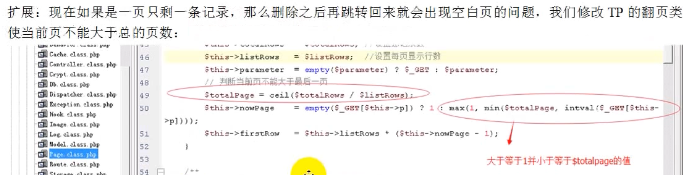 扩展：现在如果是一页只剩一条记录，那么删除之后再跳转回来就会出现空白页的问题，我们修改 TP 的翻页类
使当前页不能大于总的页数：
Cache.class.php
Controller.class.php
Crypt.class.php
Db.class.php
Dispatcher.class.php
Exception.class.php
Hook.class.php
Image.class.php
Log.class.php
Model.class.php
Page.class.php
Route.class.php
46 $this->listRows = $listRows; //设置每页显示行数
47 $this->parameter = empty($parameter) ? $_GET : $parameter;
48 // 判断当前页不能大于最后一页
49 $totalPage = ceil($totalRows / $listRows);
50 $this->nowPage = empty($_GET[$this->p]) ? 1 : max(1, min($totalPage, intval($_GET[$this-
>p])));
51 $this->firstRow = $this->listRows * ($this->nowPage - 1);
52 }
53
54 /**
大于等于1并小于等于$totalpage的值